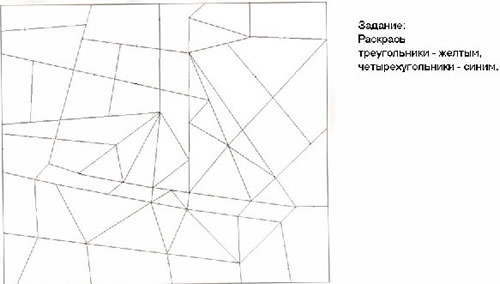 Задание:
Раскрась
треугольники - желтым,
четырехугольники - синим.